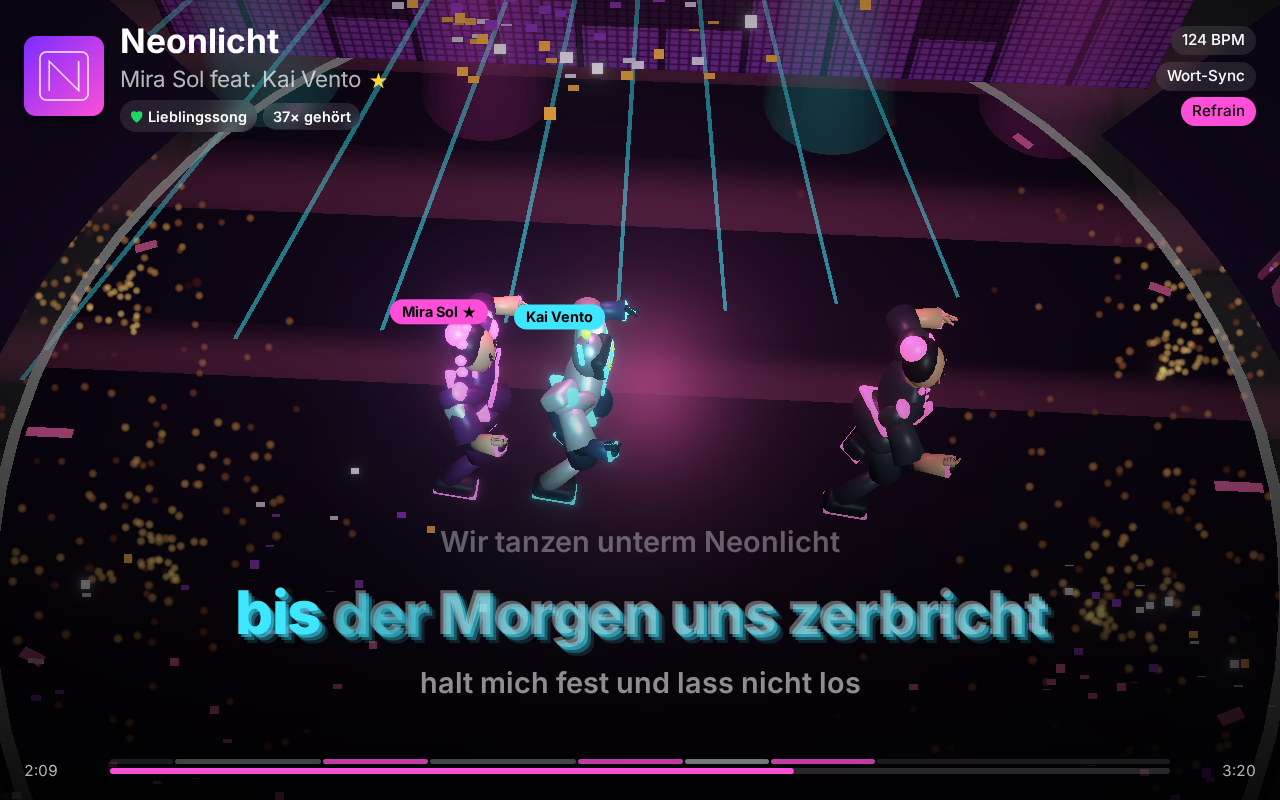 N
Neonlicht
Mira Sol feat. Kai Vento ★
Lieblingssong
37× gehört
124 BPM
Wort-Sync
Refrain
Mira Sol ★
Kai Vento
Wir tanzen unterm Neonlicht
bis der Morgen uns zerbricht
halt mich fest und lass nicht los
2:09
3:20